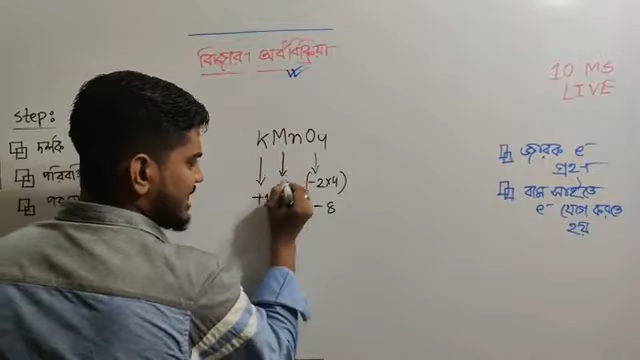 বিজারণ অর্ধবিক্রিয়া
10 MS
LIVE
step:
KMnO4
(-2×4)
+1
-8
জারক e⁻
গ্রহণ
বাম সাইডে
e⁻ যোগ করতে
হয়